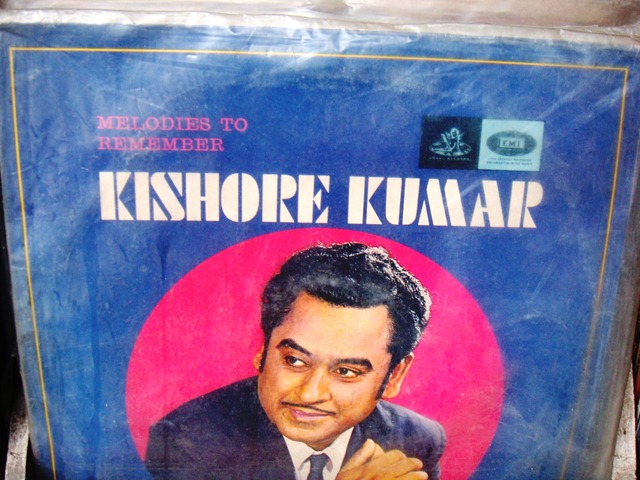 MELODIES TO
REMEMBER
KISHORE KUMAR
EMI